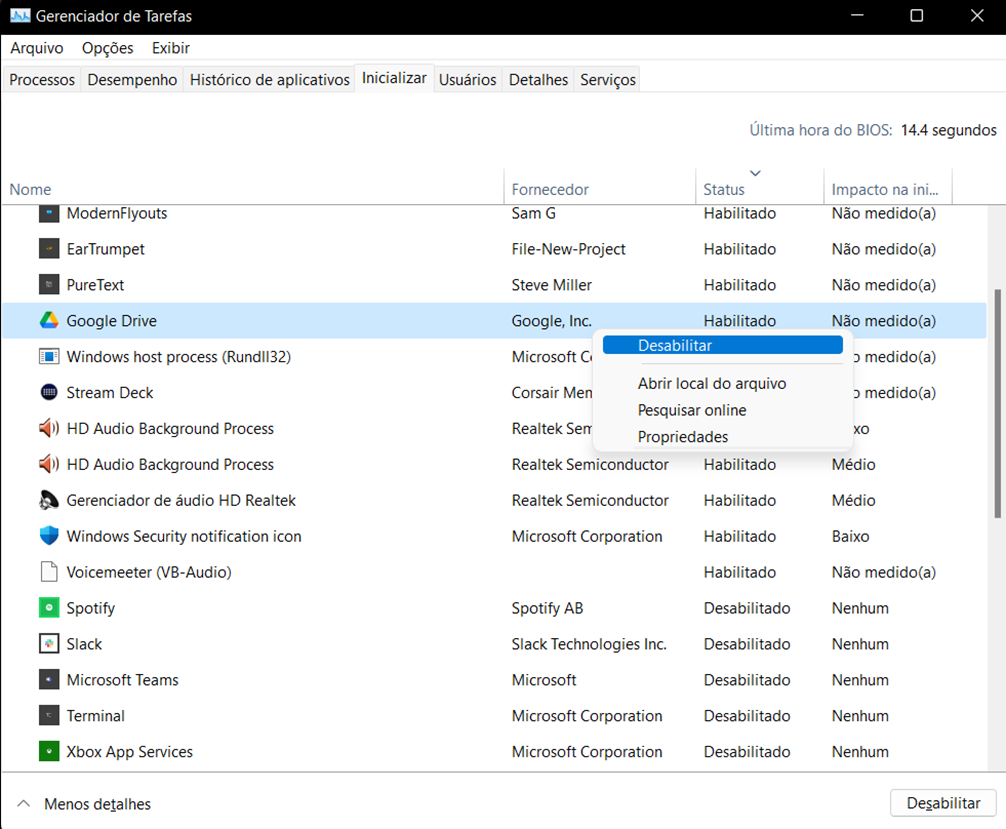 Gerenciador de Tarefas
Arquivo Opções Exibir
Processos Desempenho Histórico de aplicativos Inicializar Usuários Detalhes Serviços
Última hora do BIOS: 14.4 segundos
Nome Fornecedor Status Impacto na ini...
ModernFlyouts Sam G Habilitado Não medido(a)
EarTrumpet File-New-Project Habilitado Não medido(a)
PureText Steve Miller Habilitado Não medido(a)
Google Drive Google, Inc. Habilitado Não medido(a)
Desabilitar
Windows host process (Rundll32) Microsoft C o medido(a)
Abrir local do arquivo
Stream Deck Corsair Mem o medido(a)
Pesquisar online
HD Audio Background Process Realtek Sem xo
Propriedades
HD Audio Background Process Realtek Semiconductor Habilitado Médio
Gerenciador de áudio HD Realtek Realtek Semiconductor Habilitado Médio
Windows Security notification icon Microsoft Corporation Habilitado Baixo
Voicemeeter (VB-Audio) Habilitado Não medido(a)
Spotify Spotify AB Desabilitado Nenhum
Slack Slack Technologies Inc. Desabilitado Nenhum
Microsoft Teams Microsoft Desabilitado Nenhum
Terminal Microsoft Corporation Desabilitado Nenhum
Xbox App Services Microsoft Corporation Desabilitado Nenhum
Menos detalhes Desabilitar